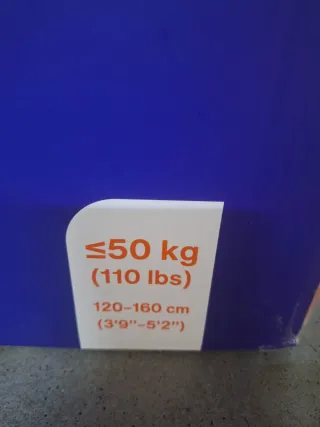 ≤50 kg
(110 lbs)
120–160 cm
(3'9"–5'2")